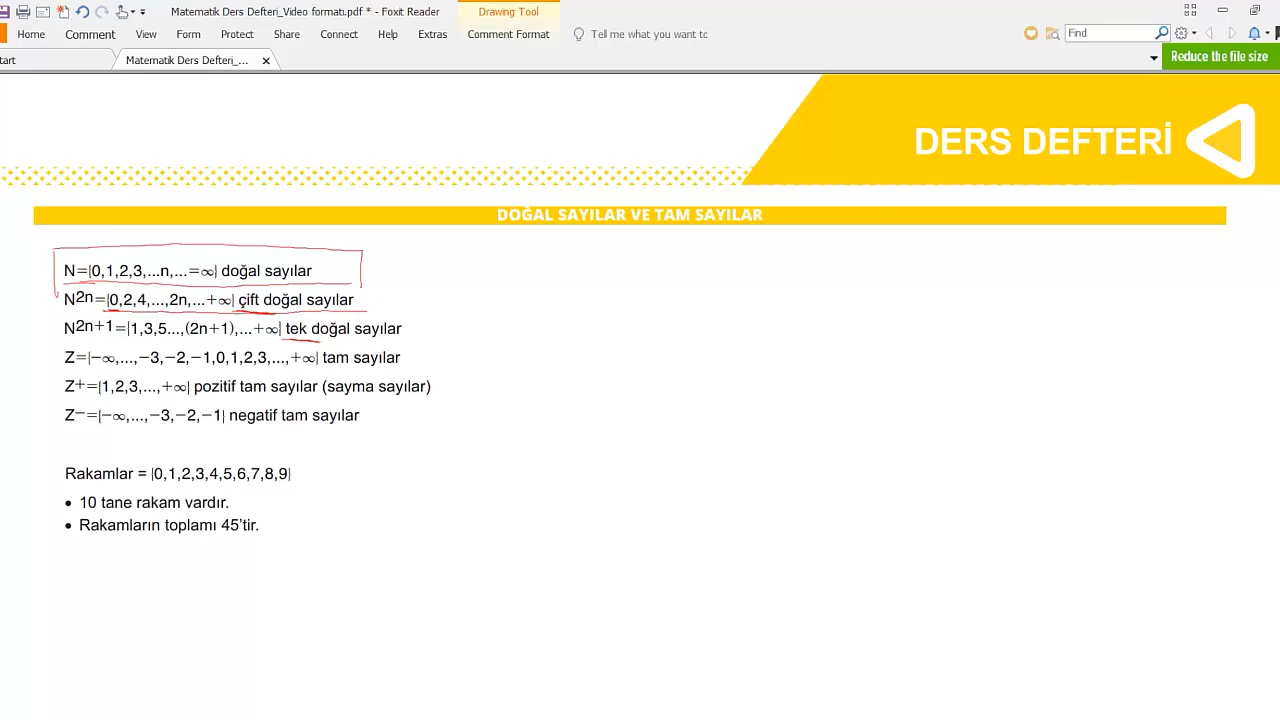 Matematik Ders Defteri_Video formatı.pdf * - Foxit Reader
Drawing Tool
Home Comment View Form Protect Share Connect Help Extras Comment Format Tell me what you want to Find
tart Matematik Ders Defteri_... Reduce the file size
DERS DEFTERİ
DOĞAL SAYILAR VE TAM SAYILAR
N={0,1,2,3,...n,...=∞} doğal sayılar
N2n={0,2,4,...,2n,...+∞} çift doğal sayılar
N2n+1={1,3,5...,(2n+1),...+∞} tek doğal sayılar
Z={−∞,...,−3,−2,−1,0,1,2,3,...,+∞} tam sayılar
Z+={1,2,3,...,+∞} pozitif tam sayılar (sayma sayılar)
Z−={−∞,...,−3,−2,−1} negatif tam sayılar
Rakamlar = {0,1,2,3,4,5,6,7,8,9}
• 10 tane rakam vardır.
• Rakamların toplamı 45'tir.